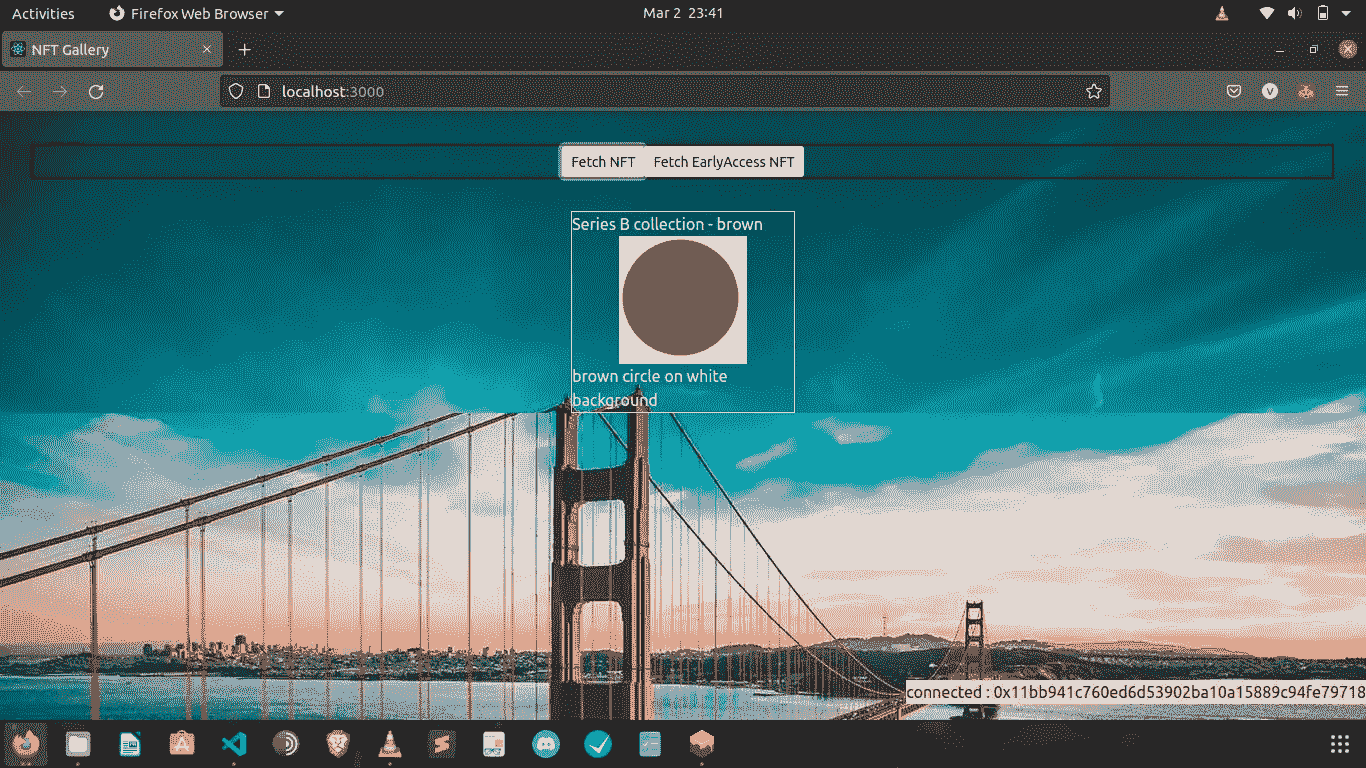 Activities
Firefox Web Browser
Mar 2 23:41
NFT Gallery
localhost:3000
V
Fetch NFT
Fetch EarlyAccess NFT
Series B collection - brown
brown circle on white
background
connected : 0x11bb941c760ed6d53902ba10a15889c94fe79718